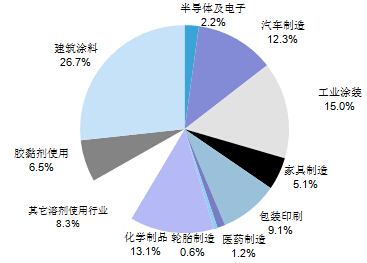 半导体及电子
2.2%
汽车制造
12.3%
工业涂装
15.0%
家具制造
5.1%
包装印刷
9.1%
医药制造
1.2%
轮胎制造
0.6%
化学制品
13.1%
其它溶剂使用行业
8.3%
胶黏剂使用
6.5%
建筑涂料
26.7%